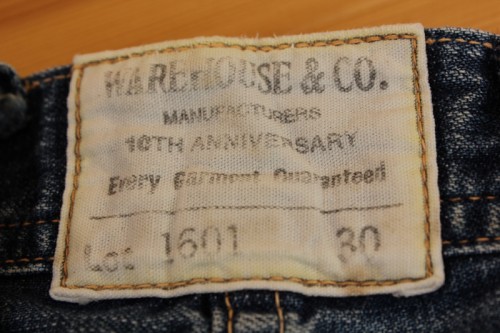 WAREHOUSE & CO.
MANUFACTURERS
10TH ANNIVERSARY
Every Garment Guaranteed
Lot 1601 30